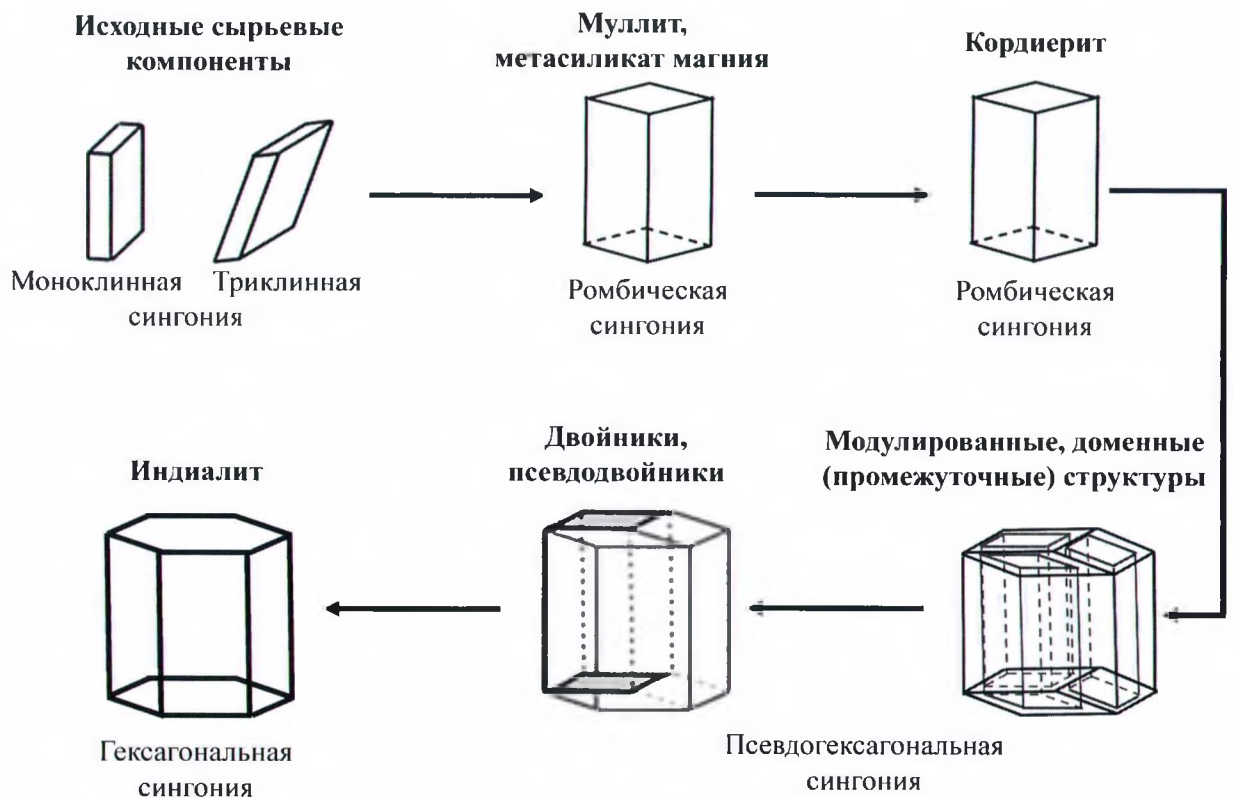 Исходные сырьевые
компоненты
Моноклинная Триклинная
сингония
Муллит,
метасиликат магния
Ромбическая
сингония
Кордиерит
Ромбическая
сингония
Модулированные, доменные
(промежуточные) структуры
Двойники,
псевдодвойники
Псевдогексагональная
сингония
Индиалит
Гексагональная
сингония